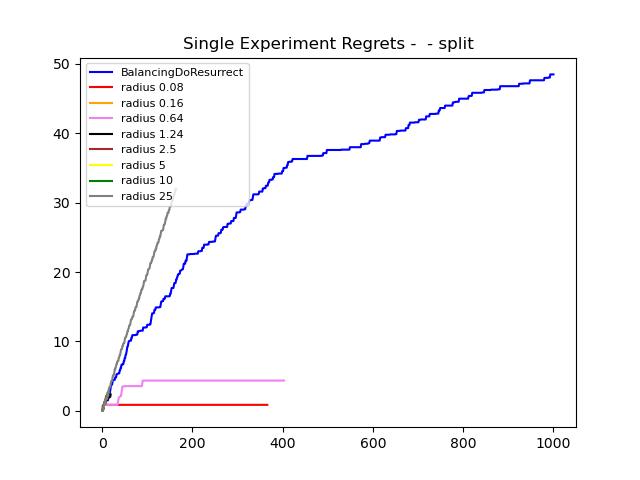 Single Experiment Regrets -  - split
50
40
30
20
10
0
BalancingDoResurrect
radius 0.08
radius 0.16
radius 0.64
radius 1.24
radius 2.5
radius 5
radius 10
radius 25
0 200 400 600 800 1000